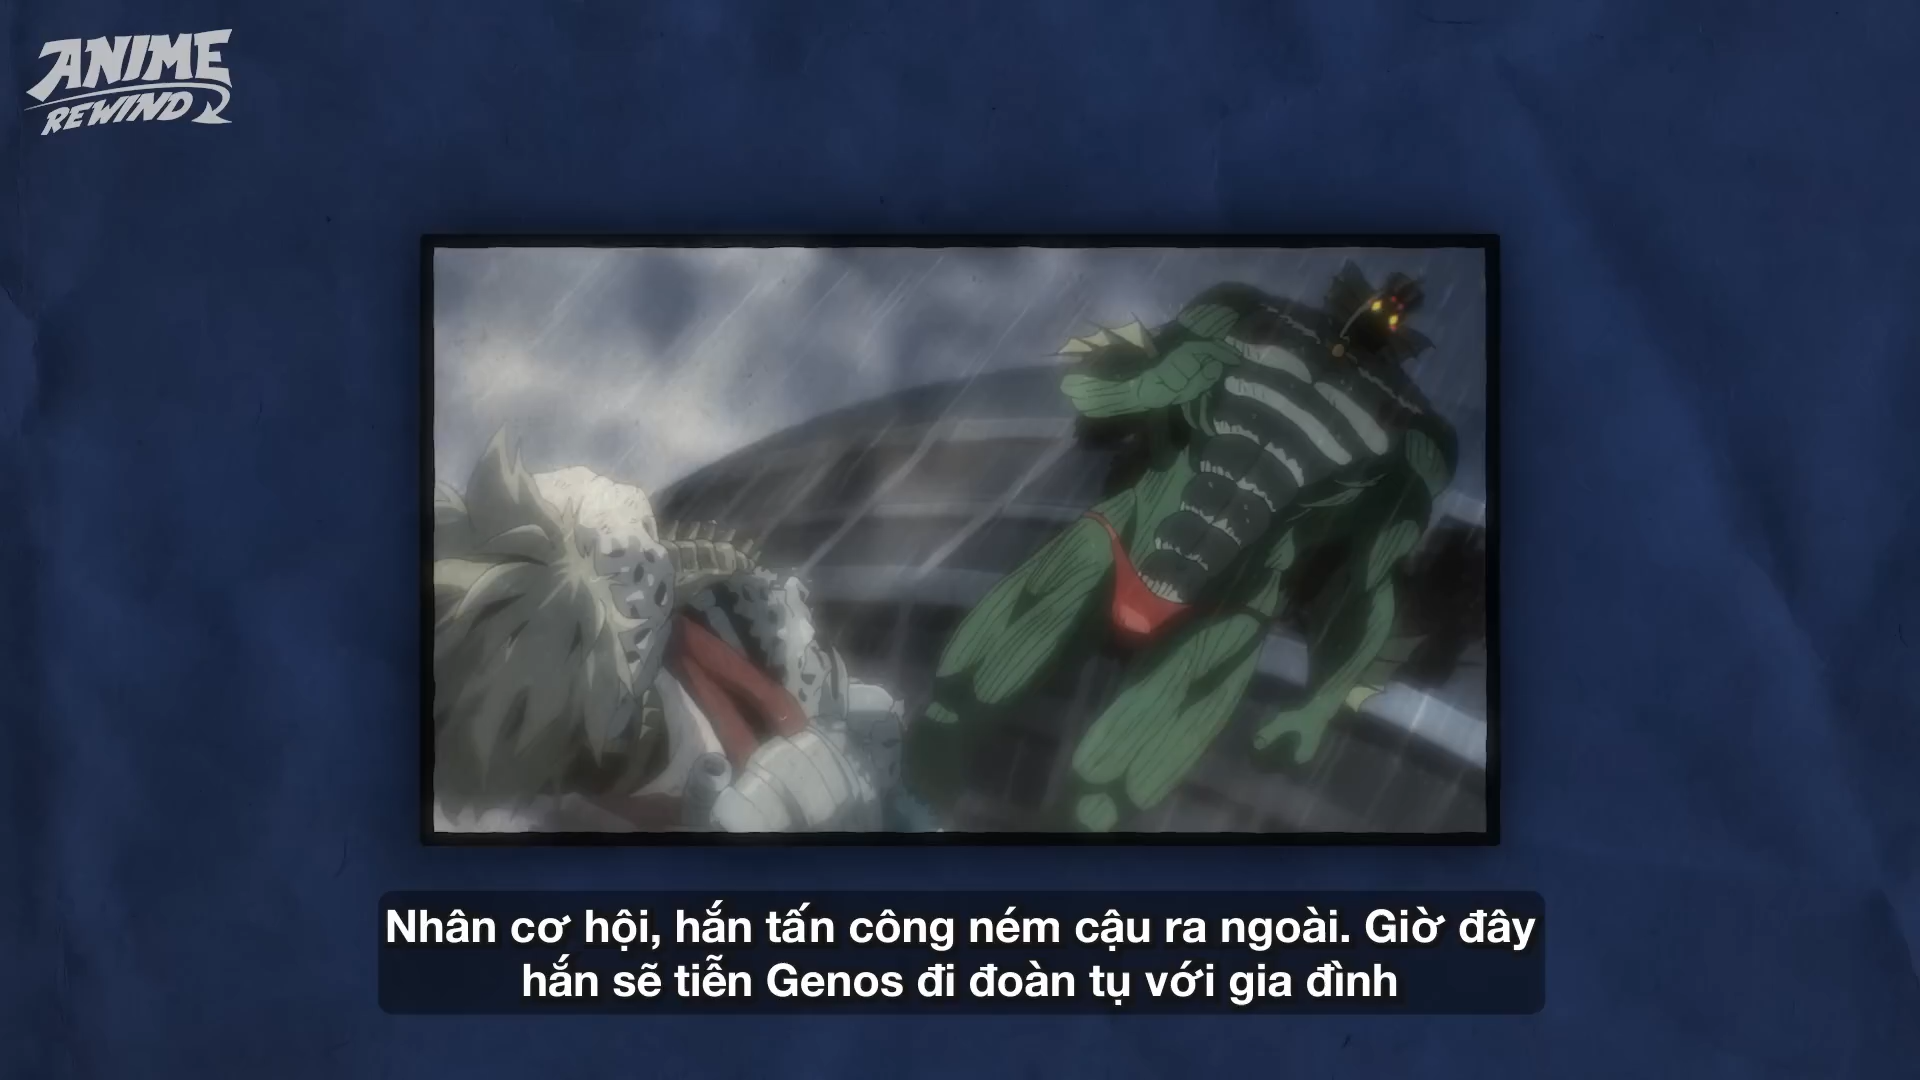 ANIME
REWIND
Nhân cơ hội, hắn tấn công ném cậu ra ngoài. Giờ đây
hắn sẽ tiễn Genos đi đoàn tụ với gia đình